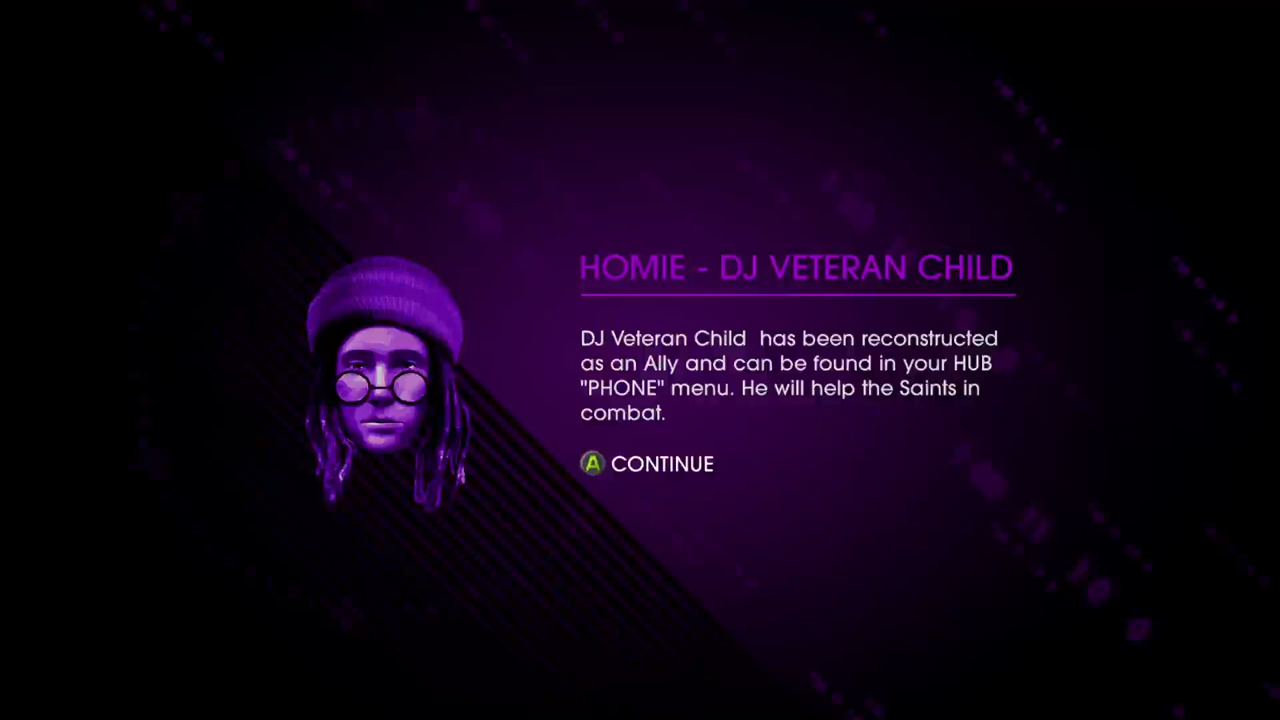 HOMIE - DJ VETERAN CHILD
DJ Veteran Child  has been reconstructed
as an Ally and can be found in your HUB
"PHONE" menu. He will help the Saints in
combat.
A CONTINUE